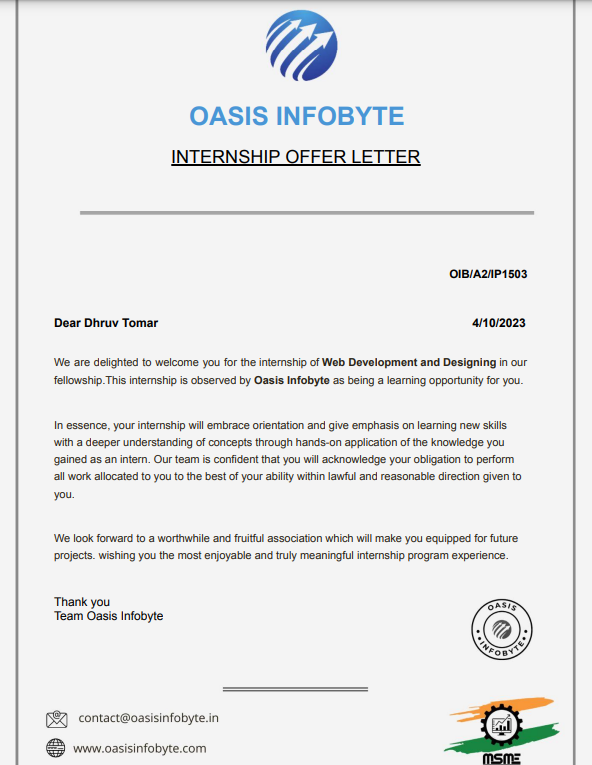 OASIS INFOBYTE
INTERNSHIP OFFER LETTER
OIB/A2/IP1503
Dear Dhruv Tomar 4/10/2023
We are delighted to welcome you for the internship of Web Development and Designing in our
fellowship.This internship is observed by Oasis Infobyte as being a learning opportunity for you.
In essence, your internship will embrace orientation and give emphasis on learning new skills
with a deeper understanding of concepts through hands-on application of the knowledge you
gained as an intern. Our team is confident that you will acknowledge your obligation to perform
all work allocated to you to the best of your ability within lawful and reasonable direction given to
you.
We look forward to a worthwhile and fruitful association which will make you equipped for future
projects. wishing you the most enjoyable and truly meaningful internship program experience.
Thank you
Team Oasis Infobyte
OASIS
INFOBYTE
contact@oasisinfobyte.in
www.oasisinfobyte.com
MSME